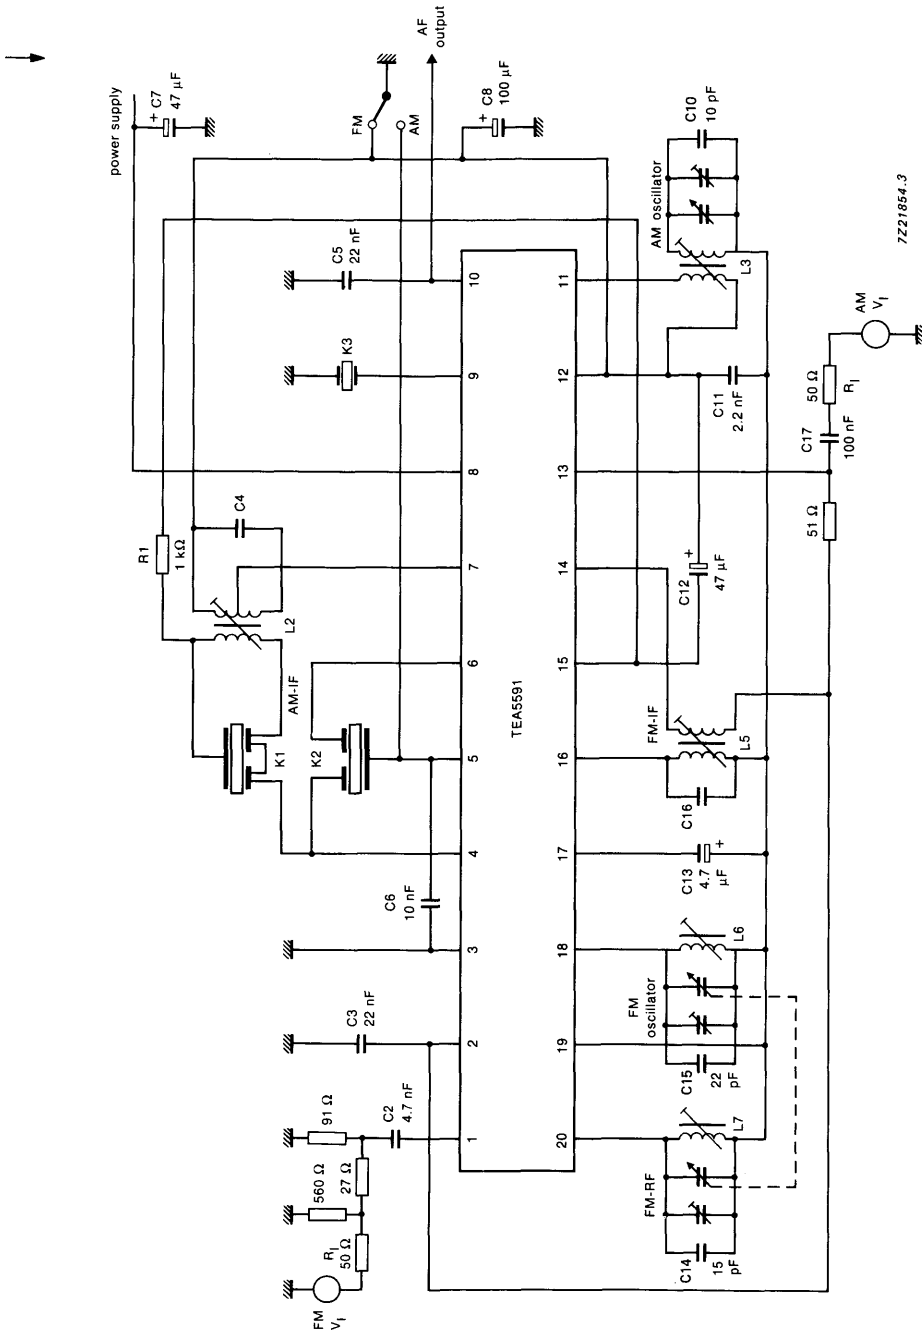 AF
output
power supply
C7
47 µF
+
FM
AM
+
C8
100 µF
C10
10 pF
AM oscillator
L3
7Z21854.3
C5
22 nF
K3
10
9
8
7
6
5
4
3
2
1
R1
1 kΩ
C4
L2
AM-IF
K1
K2
C6
10 nF
C3
22 nF
91 Ω
560 Ω
27 Ω
C2
4.7 nF
RI
50 Ω
FM
VI
TEA5591
11
12
13
14
15
16
17
18
19
20
C11
2.2 nF
C12
+
47 µF
C17
100 nF
50 Ω
RI
AM
VI
51 Ω
FM-IF
L5
C16
C13
4.7
µF
+
L6
FM
oscillator
C15
22
pF
L7
FM-RF
C14
15
pF